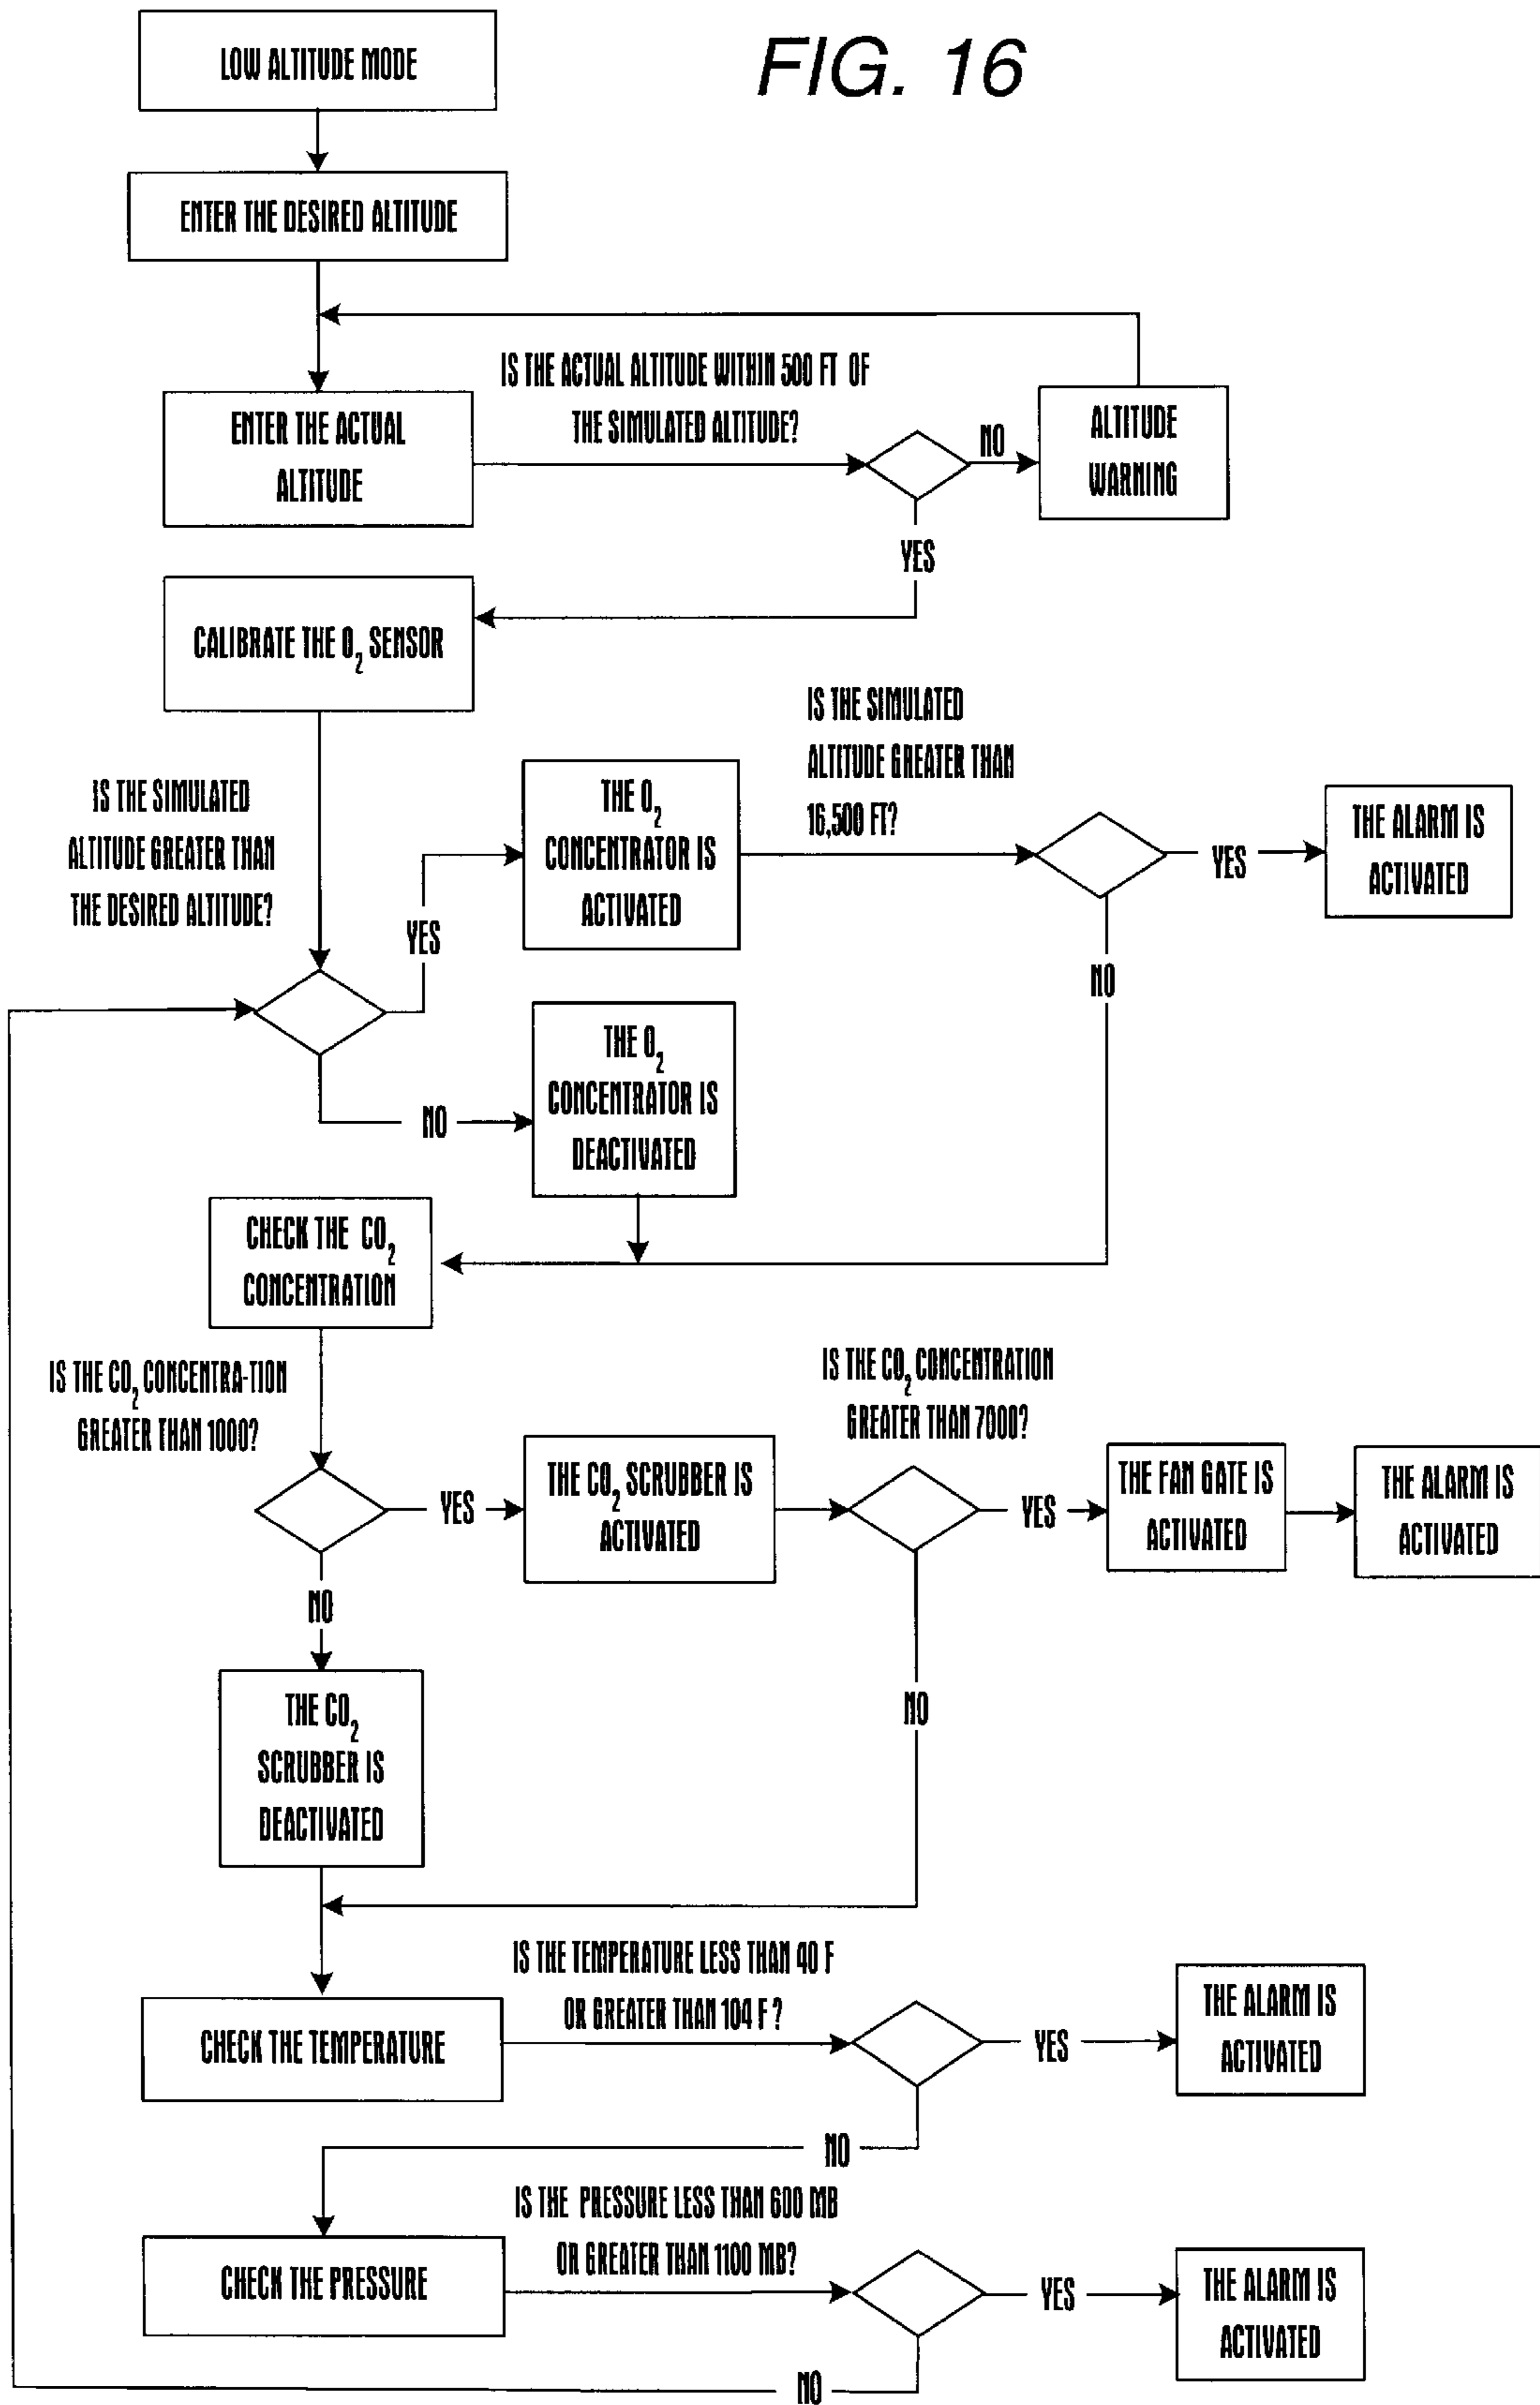 FIG. 16
LOW ALTITUDE MODE
ENTER THE DESIRED ALTITUDE
IS THE ACTUAL ALTITUDE WITHIN 500 FT OF
THE SIMULATED ALTITUDE?
ENTER THE ACTUAL
ALTITUDE
NO
ALTITUDE
WARNING
YES
CALIBRATE THE O₂ SENSOR
IS THE SIMULATED
ALTITUDE GREATER THAN
THE DESIRED ALTITUDE?
YES
THE O₂
CONCENTRATOR IS
ACTIVATED
IS THE SIMULATED
ALTITUDE GREATER THAN
16,500 FT?
YES
THE ALARM IS
ACTIVATED
NO
NO
THE O₂
CONCENTRATOR IS
DEACTIVATED
CHECK THE CO₂
CONCENTRATION
IS THE CO₂ CONCENTRA-TION
GREATER THAN 1000?
YES
THE CO₂ SCRUBBER IS
ACTIVATED
IS THE CO₂ CONCENTRATION
GREATER THAN 7000?
YES
THE FAN GATE IS
ACTIVATED
THE ALARM IS
ACTIVATED
NO
NO
THE CO₂
SCRUBBER IS
DEACTIVATED
CHECK THE TEMPERATURE
IS THE TEMPERATURE LESS THAN 40 F
OR GREATER THAN 104 F?
YES
THE ALARM IS
ACTIVATED
NO
CHECK THE PRESSURE
IS THE PRESSURE LESS THAN 600 MB
OR GREATER THAN 1100 MB?
YES
THE ALARM IS
ACTIVATED
NO